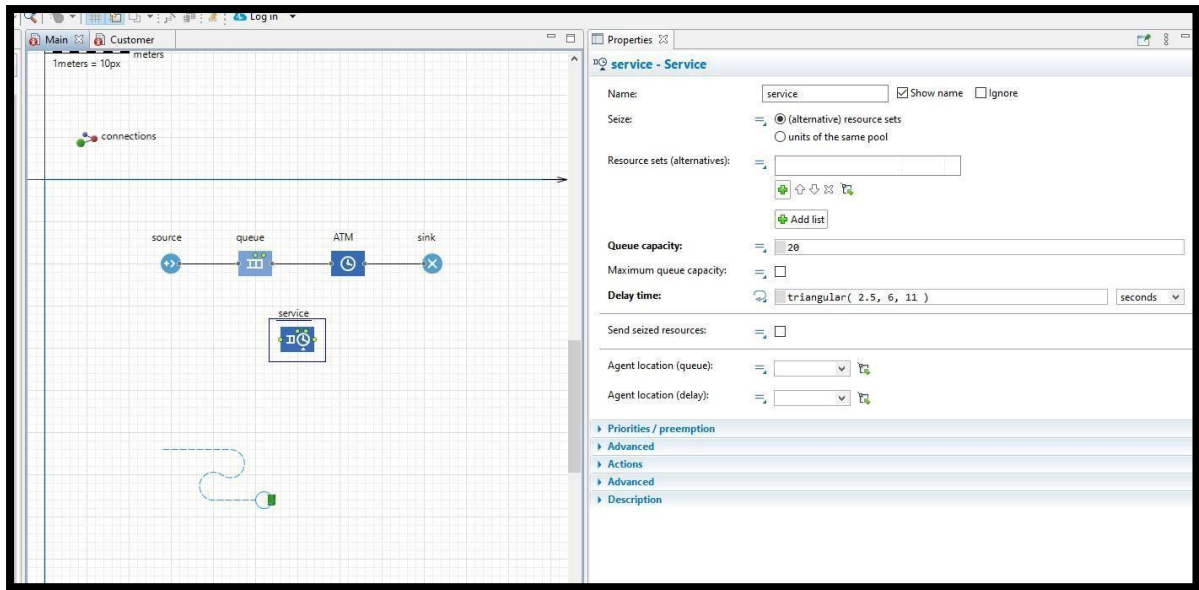 Log in
Main
Customer
Properties
meters
1meters = 10px
service - Service
Name:
service
Show name
Ignore
Seize:
(alternative) resource sets
units of the same pool
connections
Resource sets (alternatives):
Add list
source
queue
ATM
sink
Queue capacity:
20
Maximum queue capacity:
Delay time:
triangular( 2.5, 6, 11 )
seconds
service
Send seized resources:
Agent location (queue):
Agent location (delay):
Priorities / preemption
Advanced
Actions
Advanced
Description